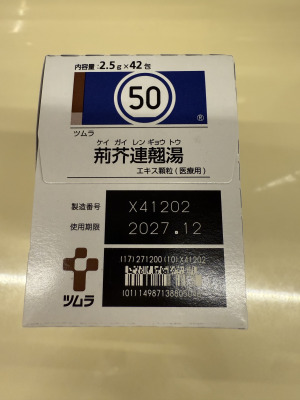 内容量：2.5g×42包
50
®
ツムラ
ケイ ガイ レン ギョウ トウ
荊芥連翹湯
エキス顆粒(医療用)
製造番号
X41202
使用期限
2027.12
ツムラ
(17)271200(10)X41202